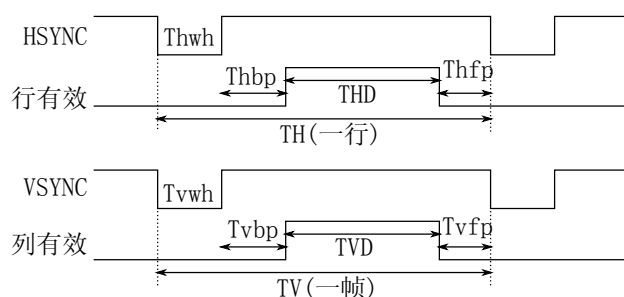 HSYNC Thwh
行有效 Thbp THD Thfp
TH(一行)
VSYNC Tvwh
列有效 Tvbp TVD Tvfp
TV(一帧)